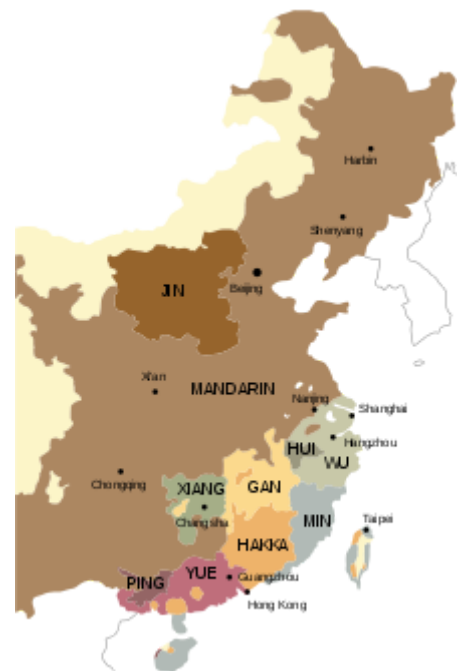 Harbin
Shenyang
Beijing
JIN
Xi'an
MANDARIN
Nanjing
Shanghai
Hangzhou
HUI
WU
Chongqing
XIANG
GAN
Changsha
MIN
Taipei
HAKKA
YUE
PING
Guangzhou
Hong Kong